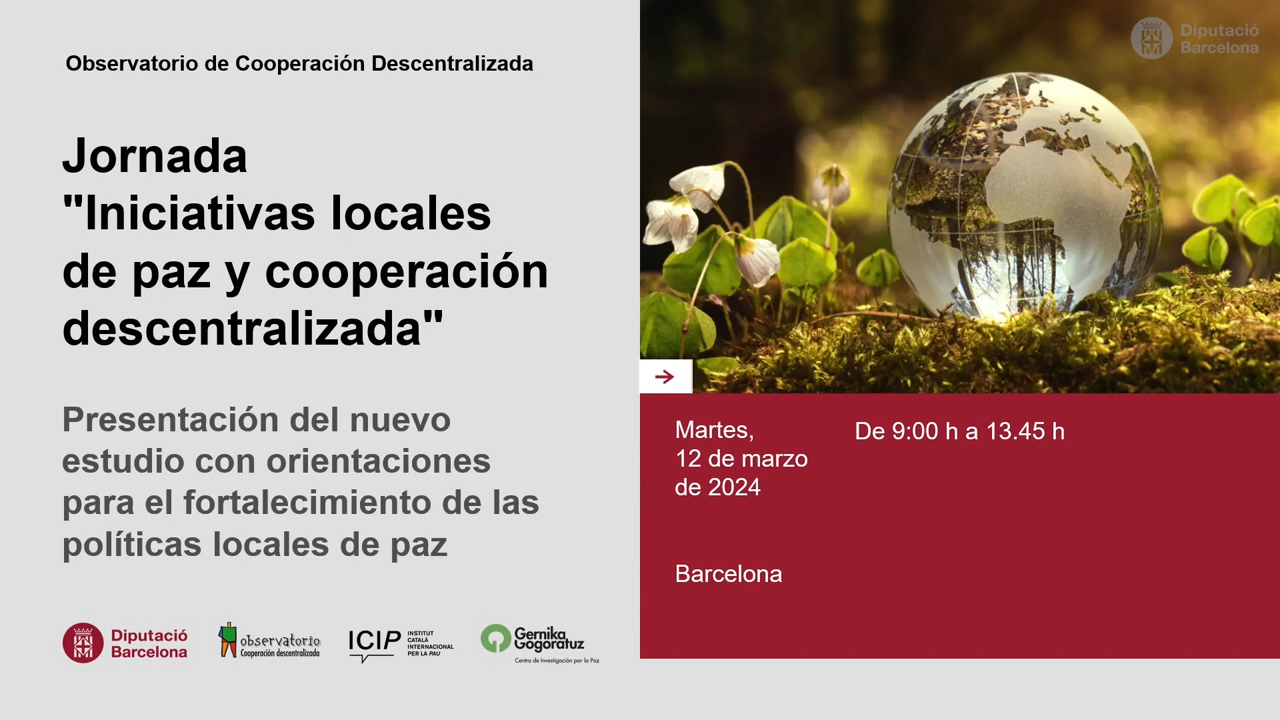 Observatorio de Cooperación Descentralizada
Jornada
"Iniciativas locales
de paz y cooperación
descentralizada"
Presentación del nuevo
estudio con orientaciones
para el fortalecimiento de las
políticas locales de paz
Diputació
Barcelona
observatorio
Cooperación descentralizada
ICIP
INSTITUT
CATALÀ
INTERNACIONAL
PER LA PAU
Gernika
Gogoratuz
Centro de Investigación por la Paz
Diputació
Barcelona
Martes,
12 de marzo
de 2024
De 9:00 h a 13.45 h
Barcelona